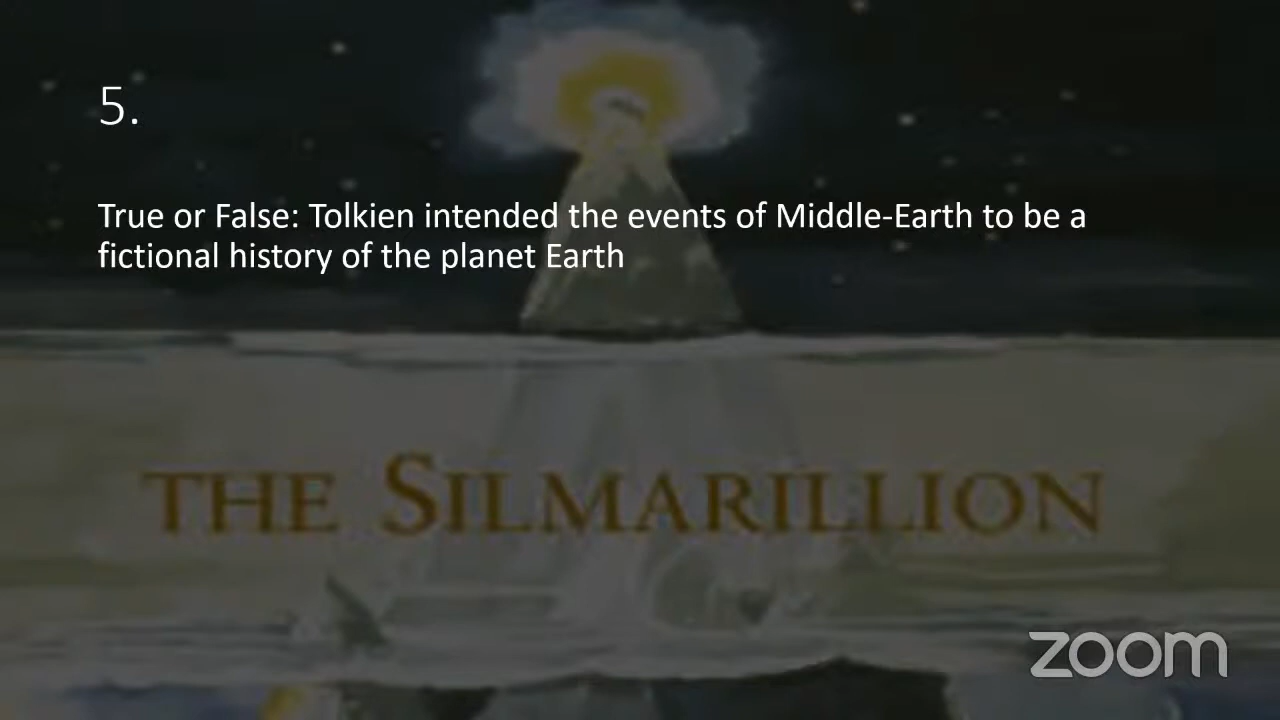 5.
True or False: Tolkien intended the events of Middle-Earth to be a
fictional history of the planet Earth
THE SILMARILLION
zoom